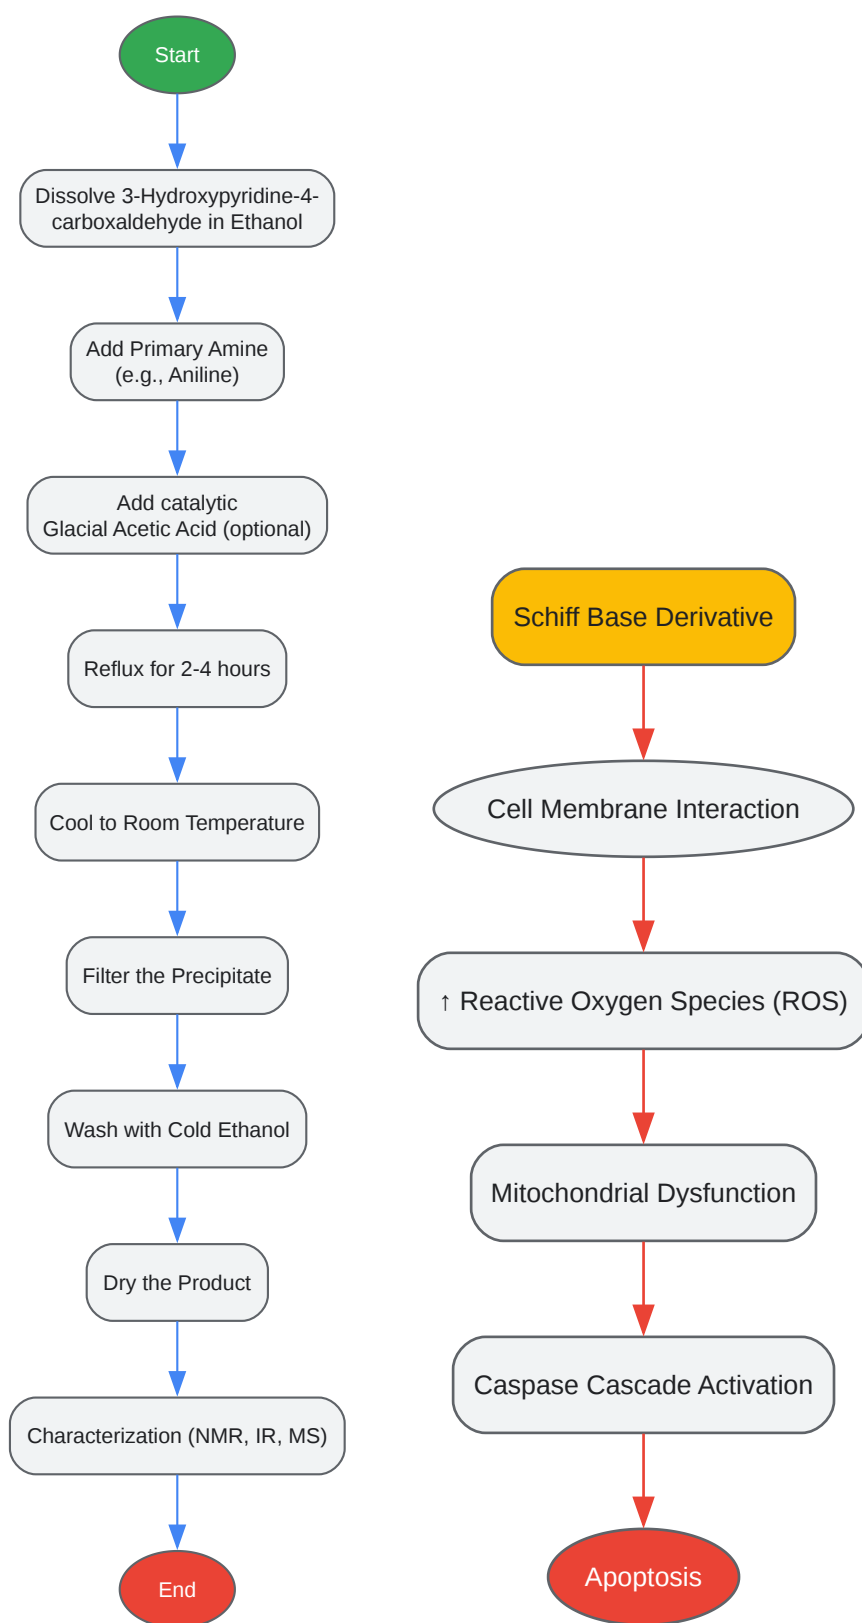 Start
Dissolve 3-Hydroxypyridine-4-
carboxaldehyde in Ethanol
Add Primary Amine
(e.g., Aniline)
Add catalytic
Glacial Acetic Acid (optional)
Reflux for 2-4 hours
Cool to Room Temperature
Filter the Precipitate
Wash with Cold Ethanol
Dry the Product
Characterization (NMR, IR, MS)
End
Schiff Base Derivative
Cell Membrane Interaction
↑ Reactive Oxygen Species (ROS)
Mitochondrial Dysfunction
Caspase Cascade Activation
Apoptosis